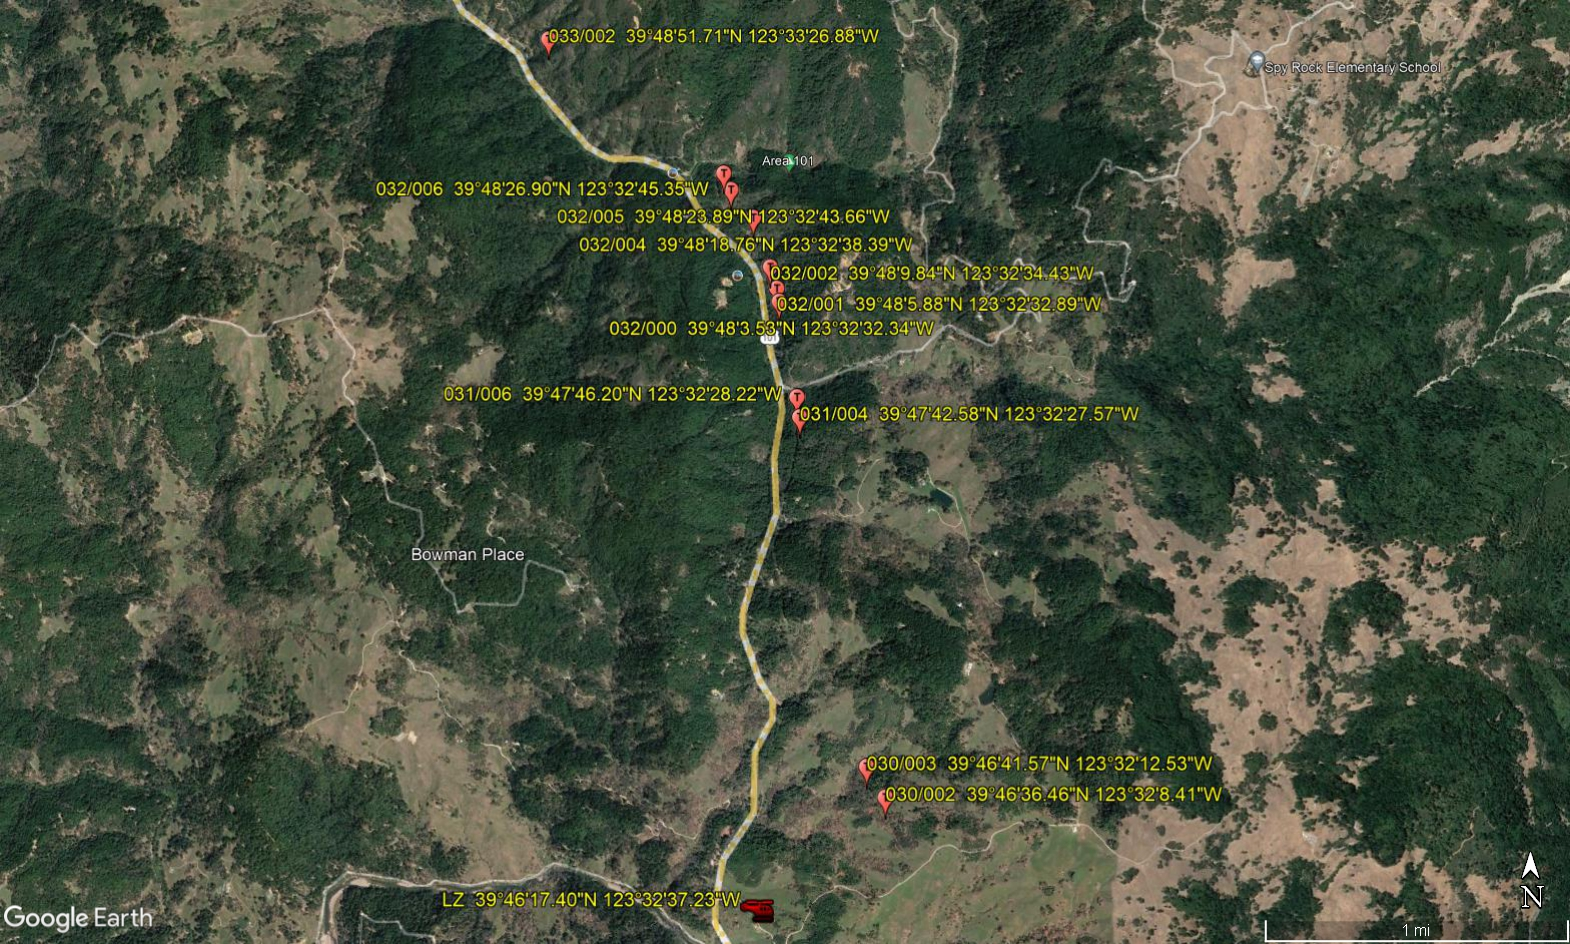 033/002 39°48'51.71"N 123°33'26.88"W
Spy Rock Elementary School
Area 101
032/006 39°48'26.90"N 123°32'45.35"W
032/005 39°48'23.89"N 123°32'43.66"W
032/004 39°48'18.76"N 123°32'38.39"W
032/002 39°48'9.84"N 123°32'34.43"W
032/001 39°48'5.88"N 123°32'32.89"W
032/000 39°48'3.53"N 123°32'32.34"W
101
031/006 39°47'46.20"N 123°32'28.22"W
031/004 39°47'42.58"N 123°32'27.57"W
Bowman Place
030/003 39°46'41.57"N 123°32'12.53"W
030/002 39°46'36.46"N 123°32'8.41"W
LZ 39°46'17.40"N 123°32'37.23"W
N
Google Earth
1 mi